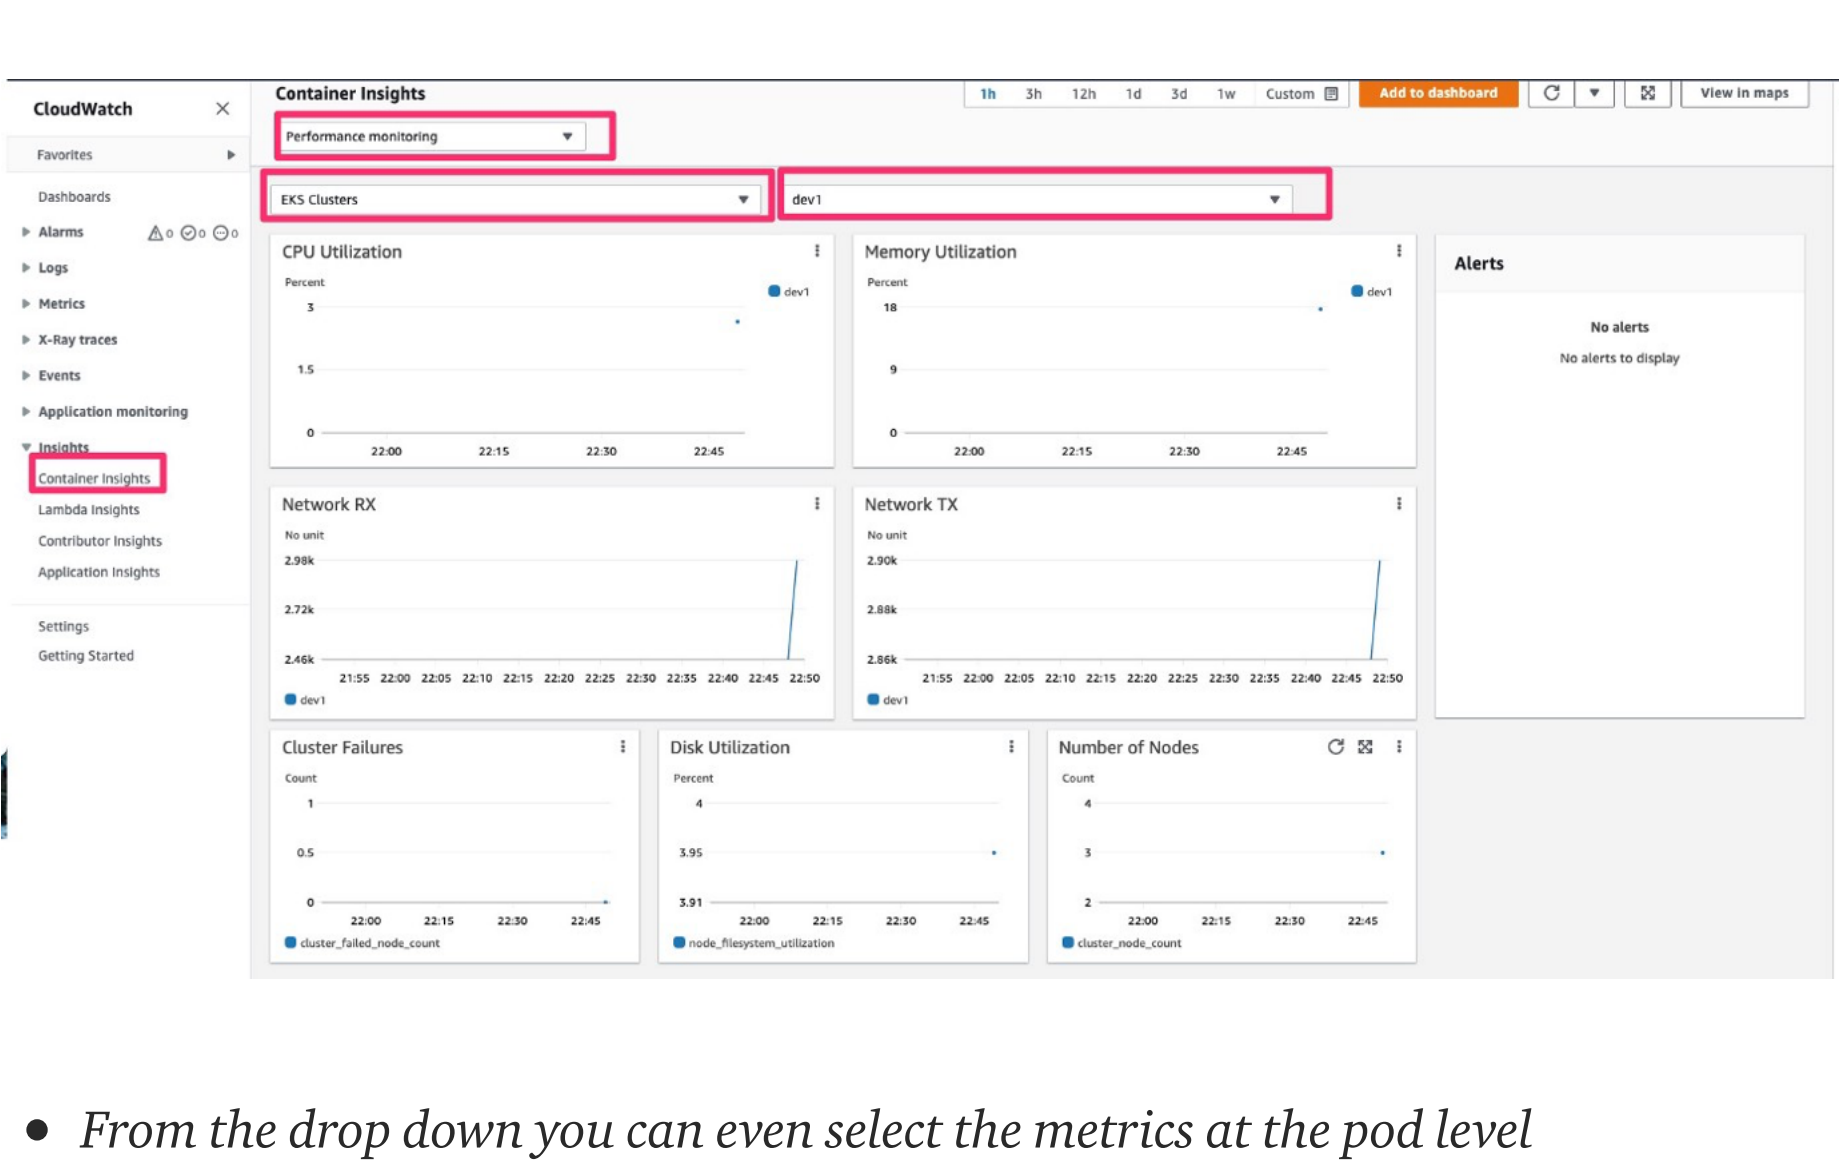 CloudWatch
Favorites
Dashboards
Alarms 0 0 0
Logs
Metrics
X-Ray traces
Events
Application monitoring
Insights
Container Insights
Lambda Insights
Contributor Insights
Application Insights
Settings
Getting Started
Container Insights
1h 3h 12h 1d 3d 1w Custom Add to dashboard View in maps
Performance monitoring
EKS Clusters dev1
CPU Utilization
Percent
dev1
3
1.5
0
22:00 22:15 22:30 22:45
Memory Utilization
Percent
dev1
18
9
0
22:00 22:15 22:30 22:45
Alerts
No alerts
No alerts to display
Network RX
No unit
2.98k
2.72k
2.46k
21:55 22:00 22:05 22:10 22:15 22:20 22:25 22:30 22:35 22:40 22:45 22:50
dev1
Network TX
No unit
2.90k
2.88k
2.86k
21:55 22:00 22:05 22:10 22:15 22:20 22:25 22:30 22:35 22:40 22:45 22:50
dev1
Cluster Failures
Count
1
0.5
0
22:00 22:15 22:30 22:45
cluster_failed_node_count
Disk Utilization
Percent
4
3.95
3.91
22:00 22:15 22:30 22:45
node_filesystem_utilization
Number of Nodes
Count
4
3
2
22:00 22:15 22:30 22:45
cluster_node_count
• From the drop down you can even select the metrics at the pod level